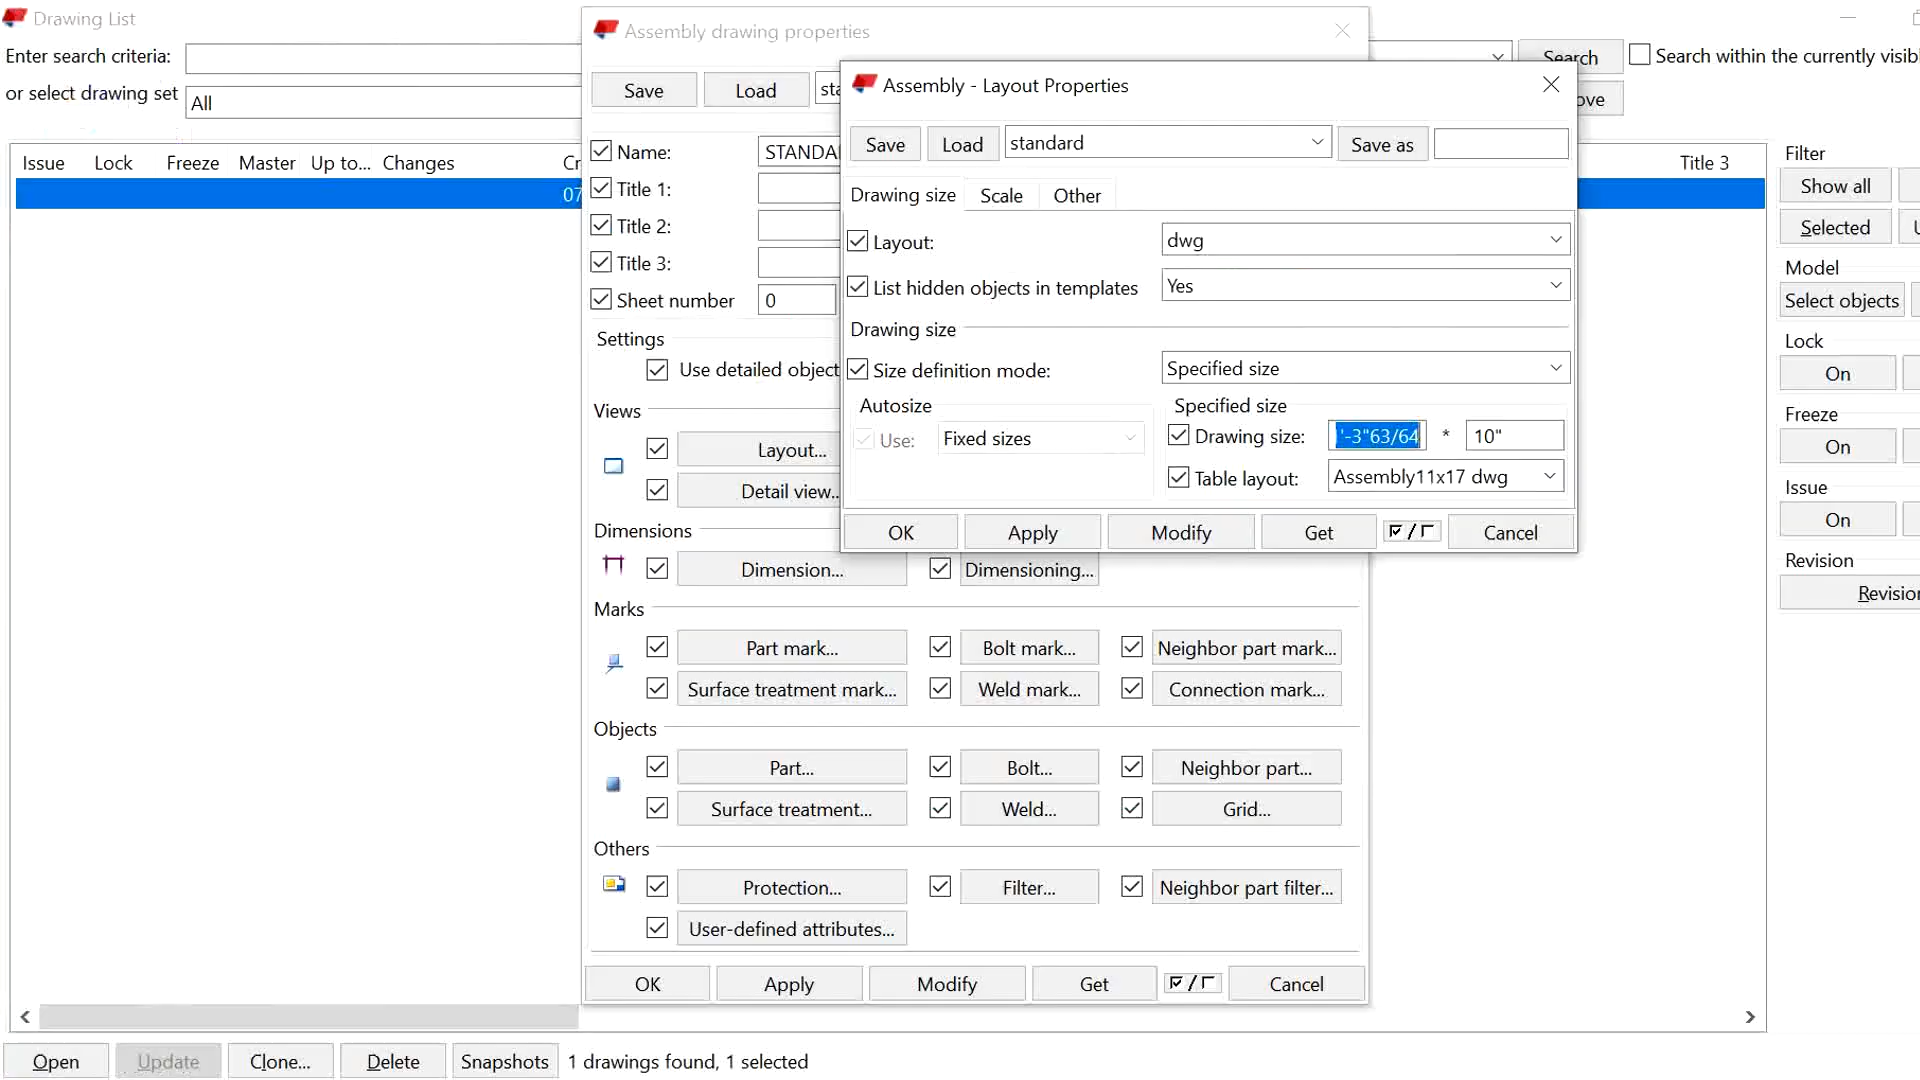 Drawing List
Enter search criteria:
Search
Search within the currently
or select drawing set
All
Issue Lock Freeze Master Up to... Changes
Title 3
07
1 drawings found, 1 selected
Open Update Clone... Delete Snapshots
Filter
Show all
Selected
Model
Select objects
Lock
On
Freeze
On
Issue
On
Revision
Assembly drawing properties
Save Load
Name:
Title 1:
Title 2:
Title 3:
Sheet number 0
Settings
Use detailed object
Views
Layout...
Detail view..
Dimensions
Dimension... Dimensioning...
Marks
Part mark... Bolt mark... Neighbor part mark...
Surface treatment mark... Weld mark... Connection mark...
Objects
Part... Bolt... Neighbor part...
Surface treatment... Weld... Grid...
Others
Protection... Filter... Neighbor part filter...
User-defined attributes...
OK Apply Modify Get / Cancel
Assembly - Layout Properties
Save Load standard Save as
Drawing size Scale Other
Layout: dwg
List hidden objects in templates Yes
Drawing size
Size definition mode: Specified size
Autosize Specified size
Use: Fixed sizes Drawing size: '-3"63/64 * 10"
Table layout: Assembly11x17 dwg
OK Apply Modify Get / Cancel